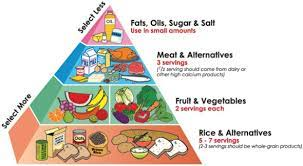 Select Less
Fats, Oils, Sugar & Salt
Use in small amounts
Meat & Alternatives
3 servings
(½ serving should come from dairy or
other high calcium products)
Select More
Fruit & Vegetables
2 servings each
Rice & Alternatives
5 - 7 servings
(2-3 servings should be whole-grain products)